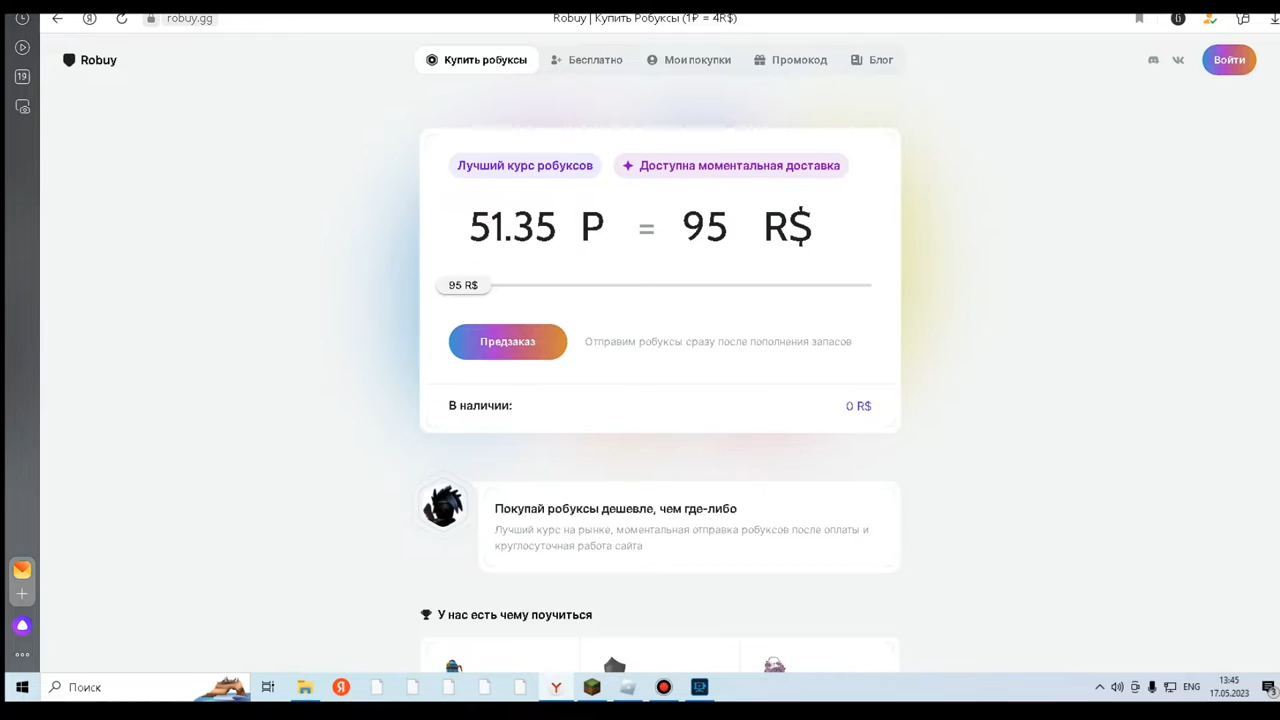 robuy.gg
Robuy | Купить Робуксы (1₽ = 4R$)
19
Robuy
Купить робуксы
Бесплатно
Мои покупки
Промокод
Блог
Войти
Лучший курс робуксов
Доступна моментальная доставка
51.35 Р = 95 R$
95 R$
Предзаказ
Отправим робуксы сразу после пополнения запасов
В наличии:
0 R$
Покупай робуксы дешевле, чем где-либо
Лучший курс на рынке, моментальная отправка робуксов после оплаты и
круглосуточная работа сайта
У нас есть чему поучиться
Поиск
ENG
13:45
17.05.2023